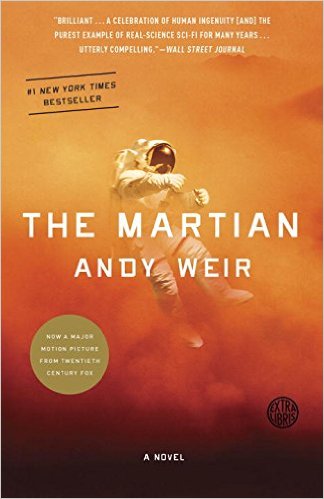 "BRILLIANT . . . A CELEBRATION OF HUMAN INGENUITY [AND] THE
PUREST EXAMPLE OF REAL-SCIENCE SCI-FI FOR MANY YEARS . . .
UTTERLY COMPELLING."—WALL STREET JOURNAL
#1 NEW YORK TIMES
BESTSELLER
THE MARTIAN
ANDY WEIR
NOW A MAJOR
MOTION PICTURE
FROM TWENTIETH
CENTURY FOX
EXTRA
LIBRIS
A NOVEL